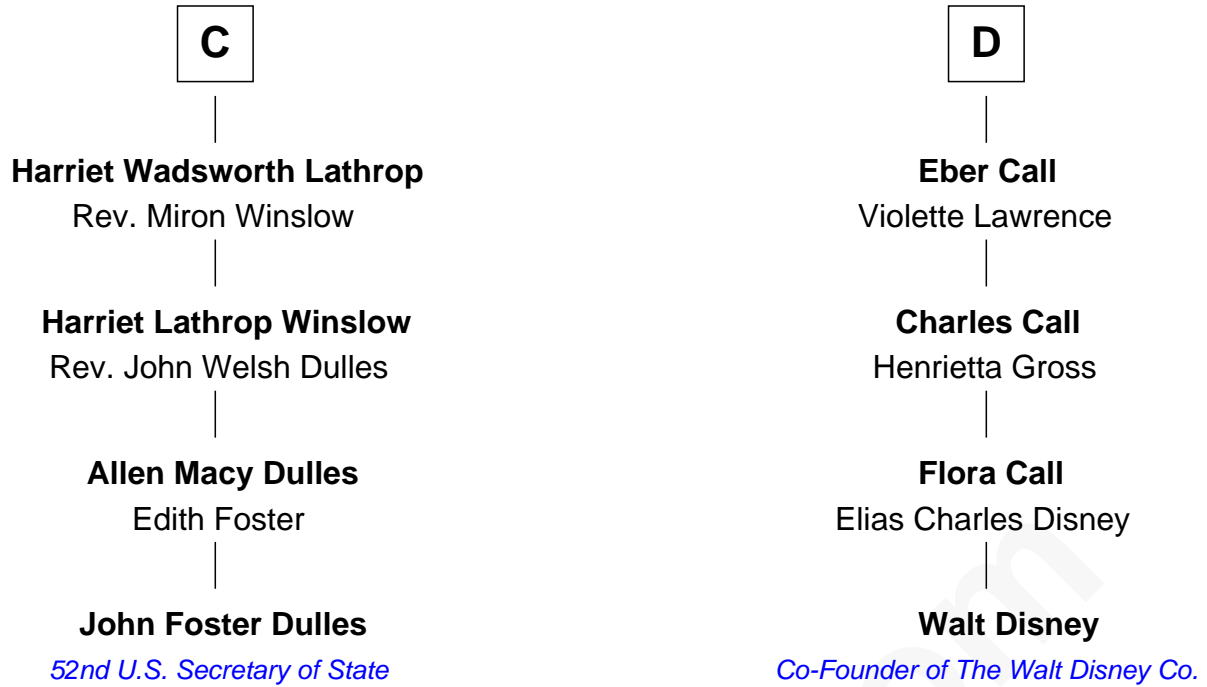 C
Harriet Wadsworth Lathrop
Rev. Miron Winslow
Harriet Lathrop Winslow
Rev. John Welsh Dulles
Allen Macy Dulles
Edith Foster
John Foster Dulles
52nd U.S. Secretary of State
D
Eber Call
Violette Lawrence
Charles Call
Henrietta Gross
Flora Call
Elias Charles Disney
Walt Disney
Co-Founder of The Walt Disney Co.